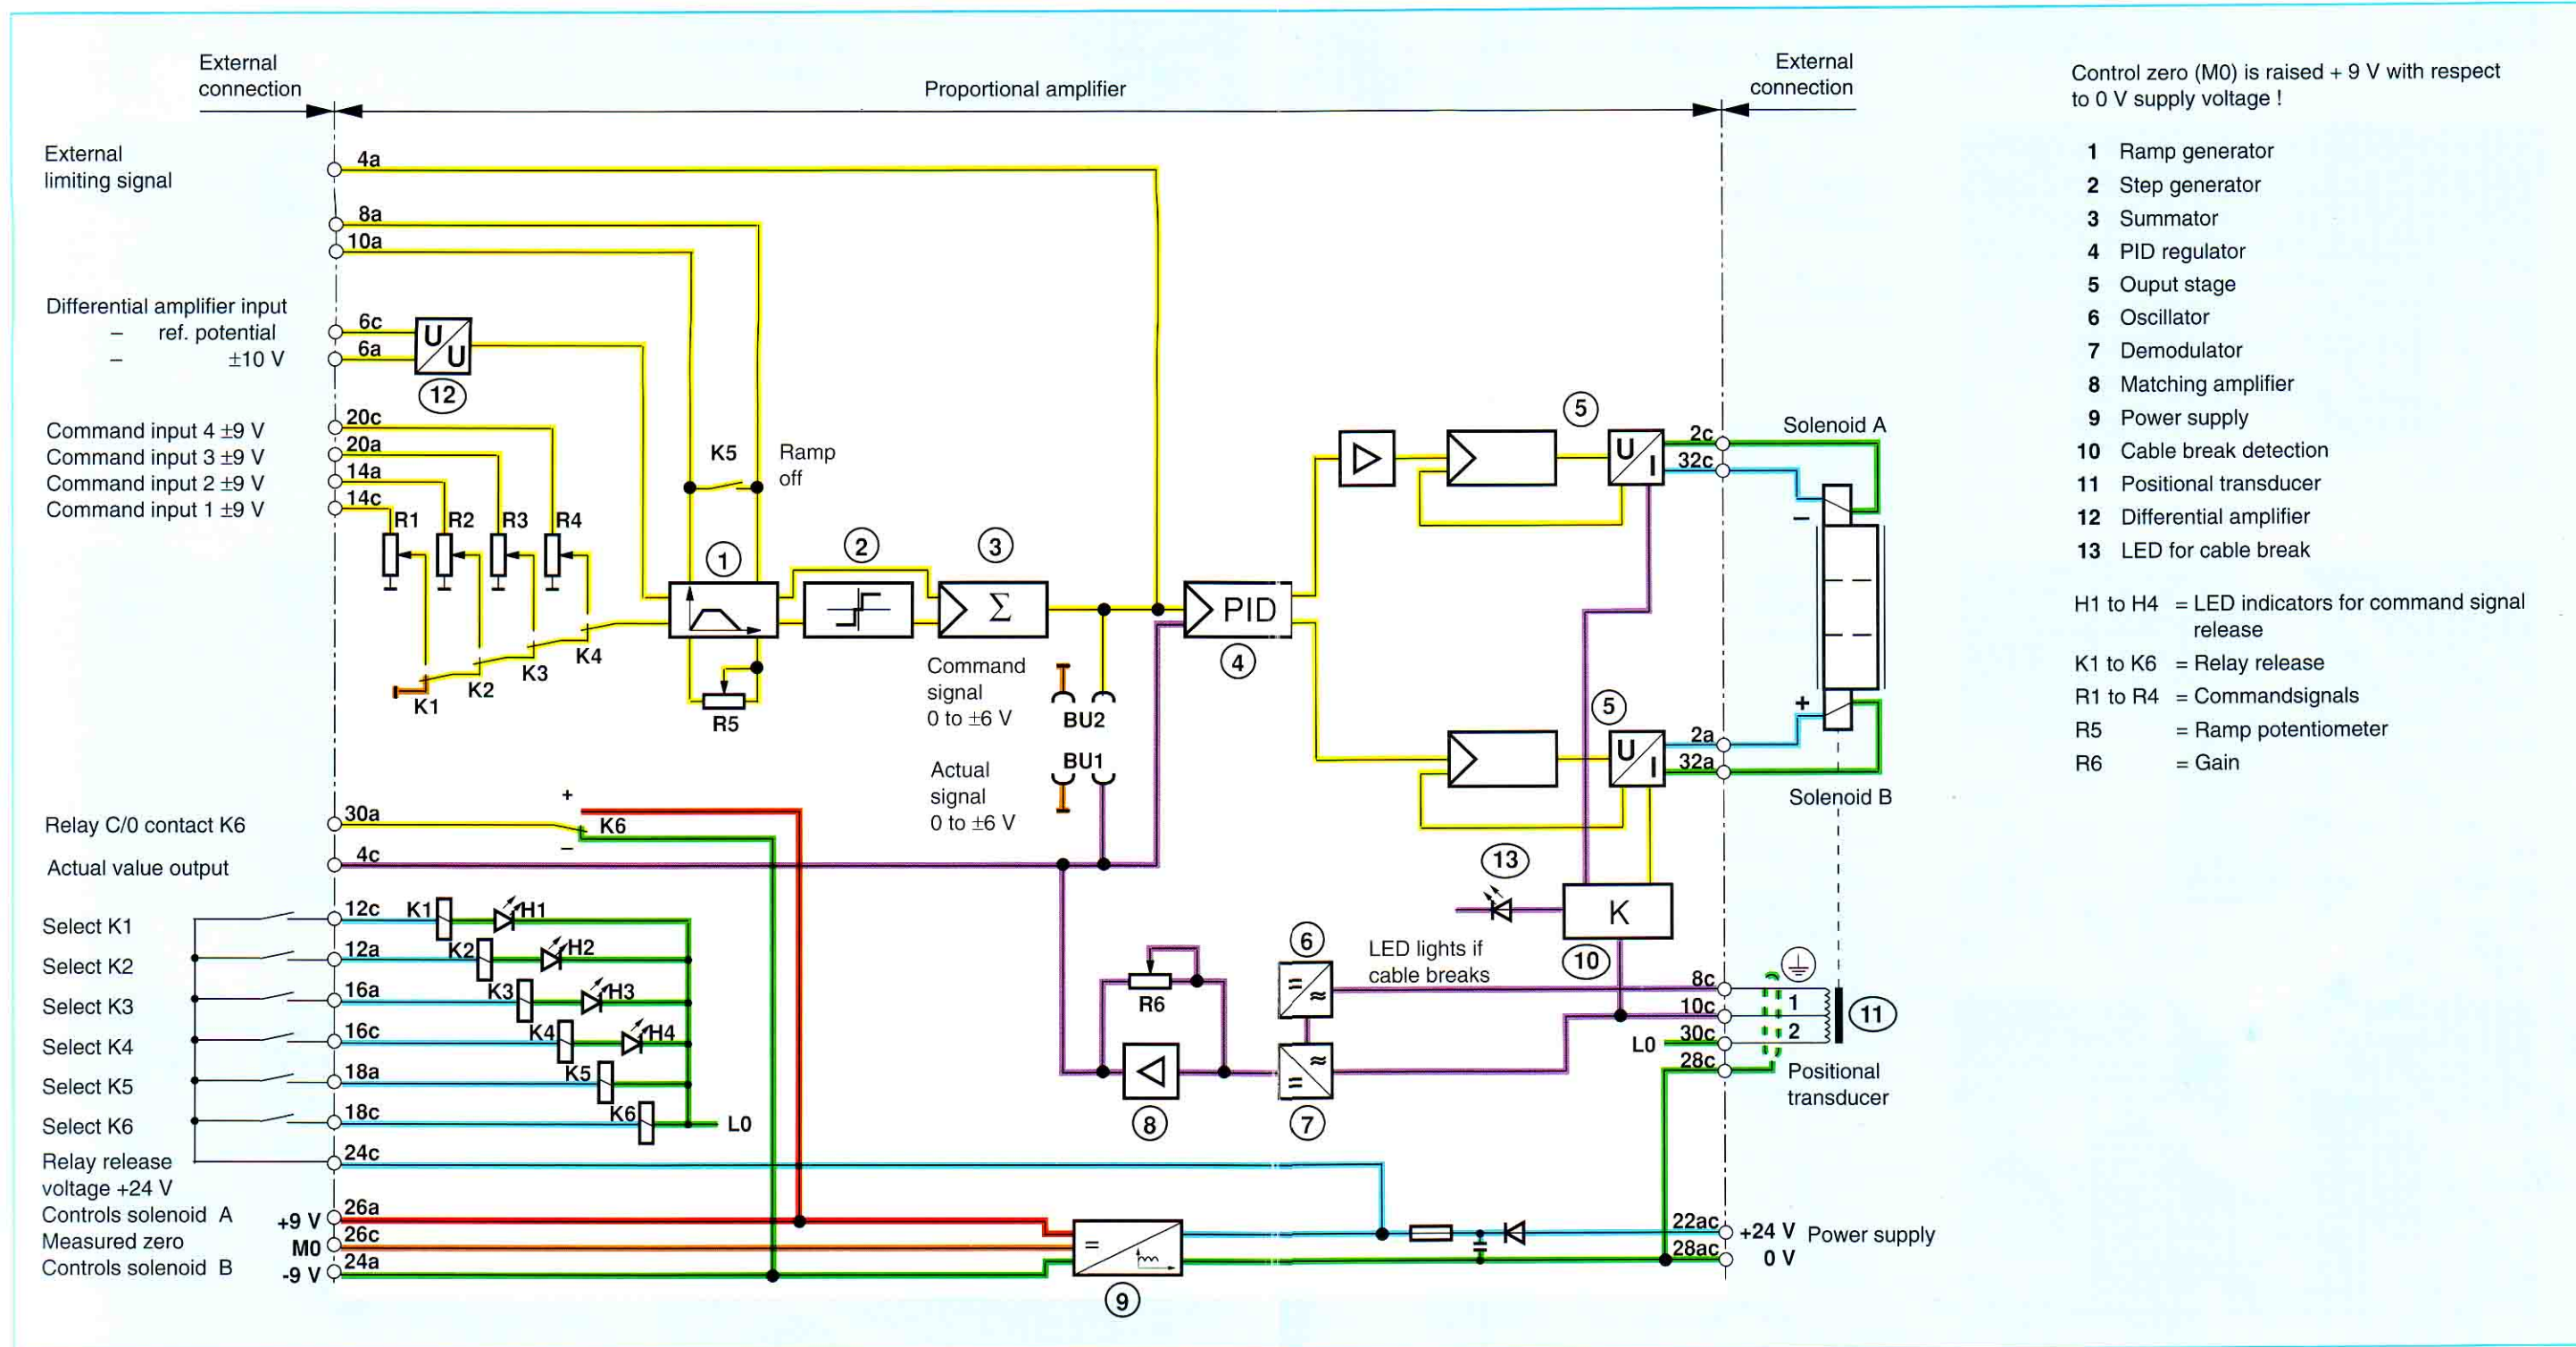 External
connection
Proportional amplifier
External
connection
Control zero (M0) is raised + 9 V with respect
to 0 V supply voltage !
External
limiting signal
4a
8a
10a
Differential amplifier input
– ref. potential
– ±10 V
6c
6a
U
U
12
Command input 4 ±9 V
Command input 3 ±9 V
Command input 2 ±9 V
Command input 1 ±9 V
20c
20a
14a
14c
R1
R2
R3
R4
K1
K2
K3
K4
K5
Ramp
off
1
2
3
Σ
R5
PID
4
Command
signal
0 to ±6 V
BU2
BU1
Actual
signal
0 to ±6 V
5
U
I
2c
32c
Solenoid A
–
+
5
U
I
2a
32a
Solenoid B
Relay C/0 contact K6
30a
+
K6
–
Actual value output
4c
Select K1
12c
K1
H1
Select K2
12a
K2
H2
Select K3
16a
K3
H3
Select K4
16c
K4
H4
Select K5
18a
K5
Select K6
18c
K6
L0
Relay release
voltage +24 V
24c
Controls solenoid A
+9 V
26a
Measured zero
M0
26c
Controls solenoid B
-9 V
24a
=
9
13
K
10
LED lights if
cable breaks
6
=
≈
R6
8
≈
=
7
8c
10c
L0
30c
28c
1
2
11
Positional
transducer
22ac
+24 V
Power supply
28ac
0 V
1 Ramp generator
2 Step generator
3 Summator
4 PID regulator
5 Ouput stage
6 Oscillator
7 Demodulator
8 Matching amplifier
9 Power supply
10 Cable break detection
11 Positional transducer
12 Differential amplifier
13 LED for cable break
H1 to H4 = LED indicators for command signal
release
K1 to K6 = Relay release
R1 to R4 = Commandsignals
R5 = Ramp potentiometer
R6 = Gain